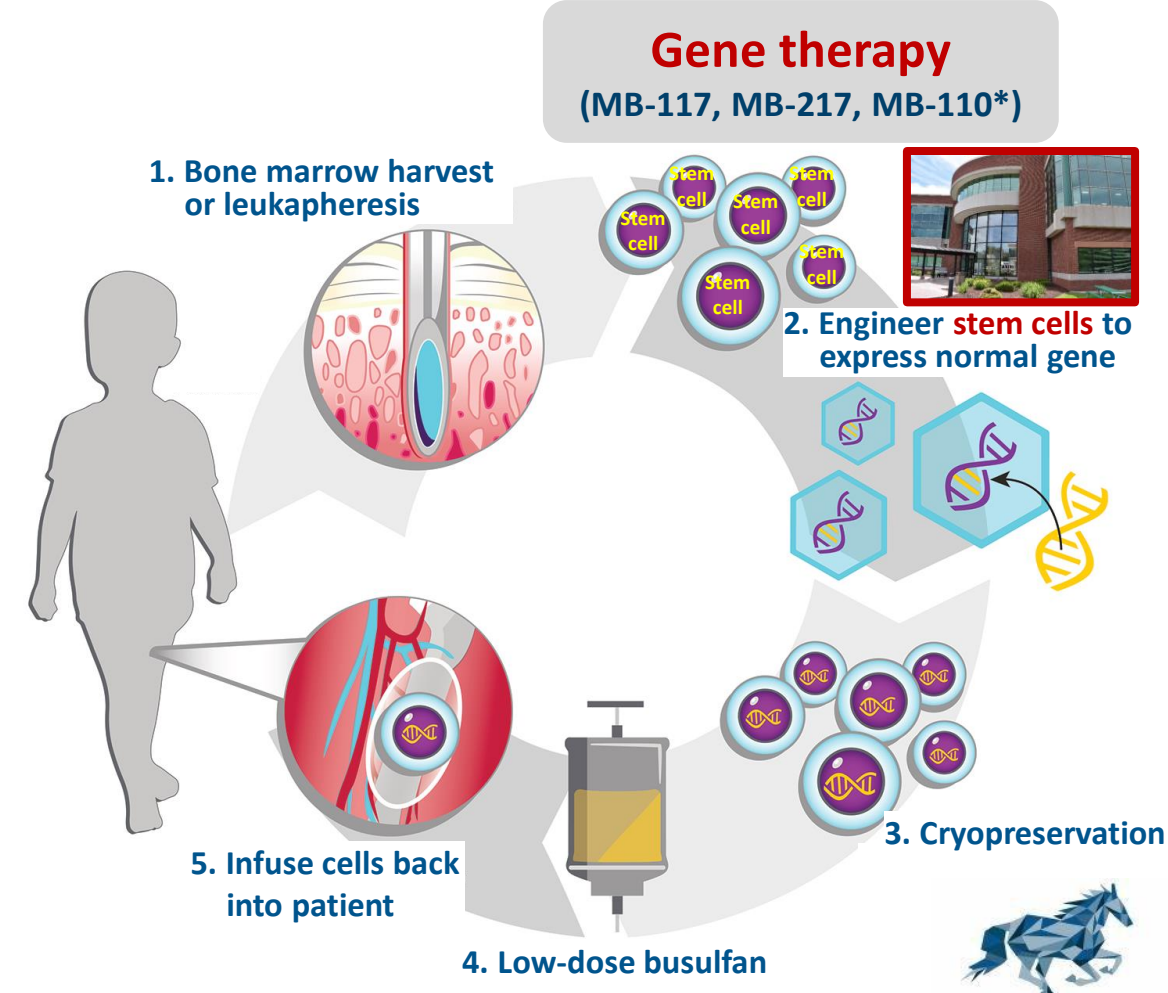 Gene therapy
(MB-117, MB-217, MB-110*)
1. Bone marrow harvest
or leukapheresis
Stem
cell
Stem
cell
Stem
cell
Stem
cell
Stem
cell
Stem
cell
2. Engineer stem cells to
express normal gene
3. Cryopreservation
4. Low-dose busulfan
5. Infuse cells back
into patient